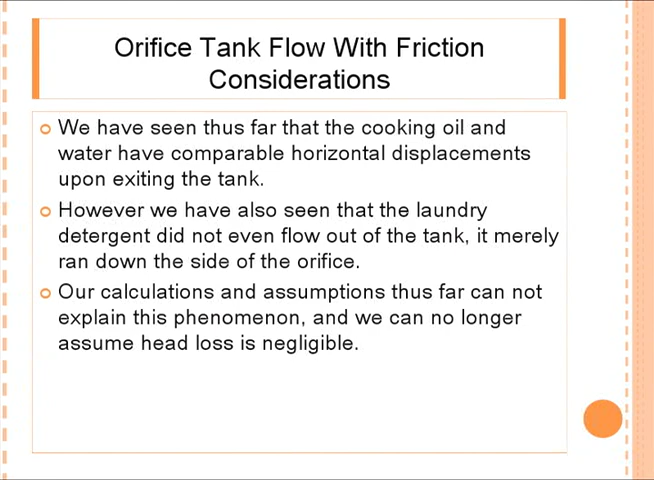 Orifice Tank Flow With Friction
Considerations
We have seen thus far that the cooking oil and
water have comparable horizontal displacements
upon exiting the tank.
However we have also seen that the laundry
detergent did not even flow out of the tank, it merely
ran down the side of the orifice.
Our calculations and assumptions thus far can not
explain this phenomenon, and we can no longer
assume head loss is negligible.